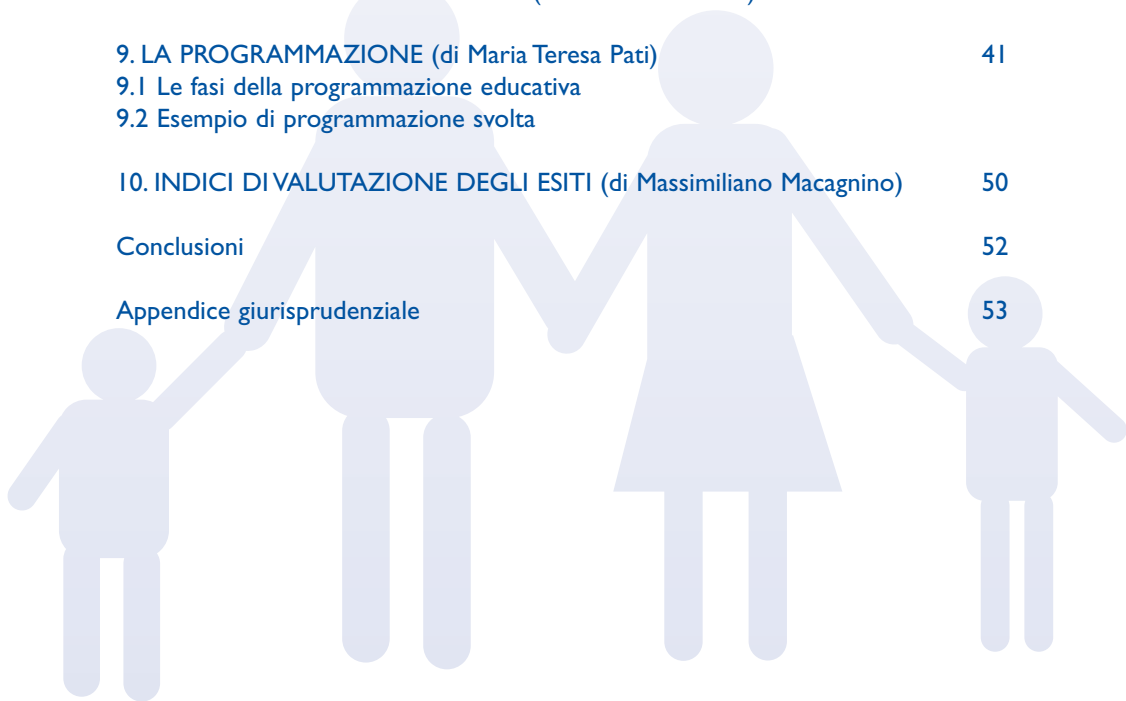 9. LA PROGRAMMAZIONE (di Maria Teresa Pati) 41
9.1 Le fasi della programmazione educativa
9.2 Esempio di programmazione svolta
10. INDICI DI VALUTAZIONE DEGLI ESITI (di Massimiliano Macagnino) 50
Conclusioni 52
Appendice giurisprudenziale 53